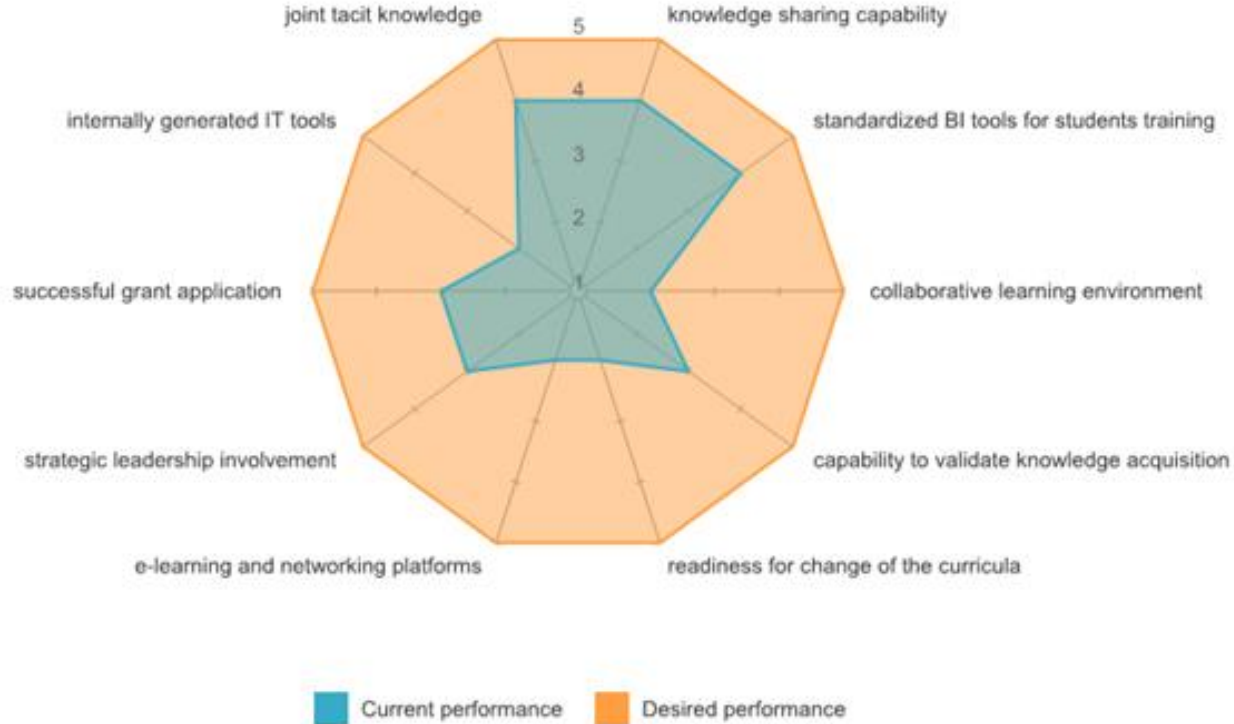 joint tacit knowledge
knowledge sharing capability
5
internally generated IT tools
4
standardized BI tools for students training
3
2
successful grant application
1
collaborative learning environment
strategic leadership involvement
capability to validate knowledge acquisition
e-learning and networking platforms
readiness for change of the curricula
Current performance
Desired performance